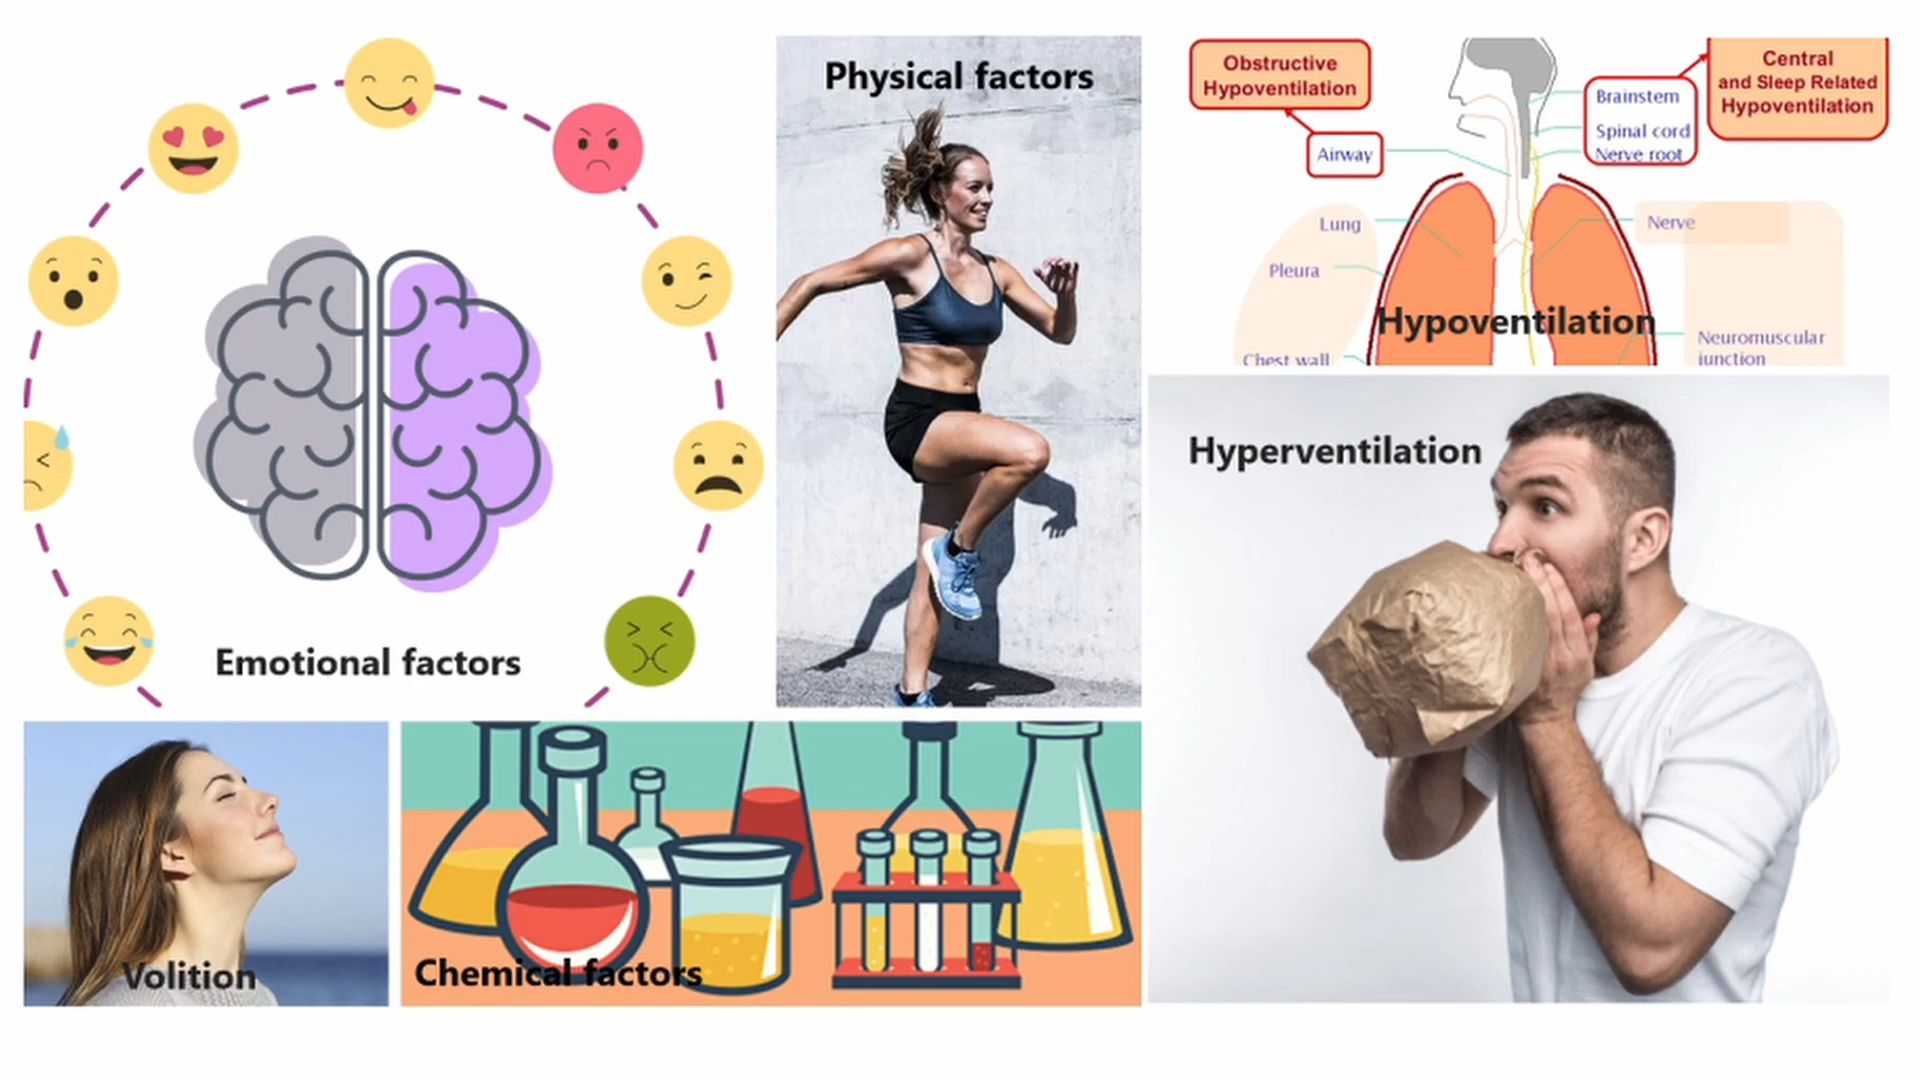 Physical factors
Obstructive
Hypoventilation
Central
and Sleep Related
Hypoventilation
Brainstem
Spinal cord
Nerve root
Airway
Lung
Nerve
Pleura
Hypoventilation
Neuromuscular
junction
Chest wall
Hyperventilation
Emotional factors
Volition
Chemical factors